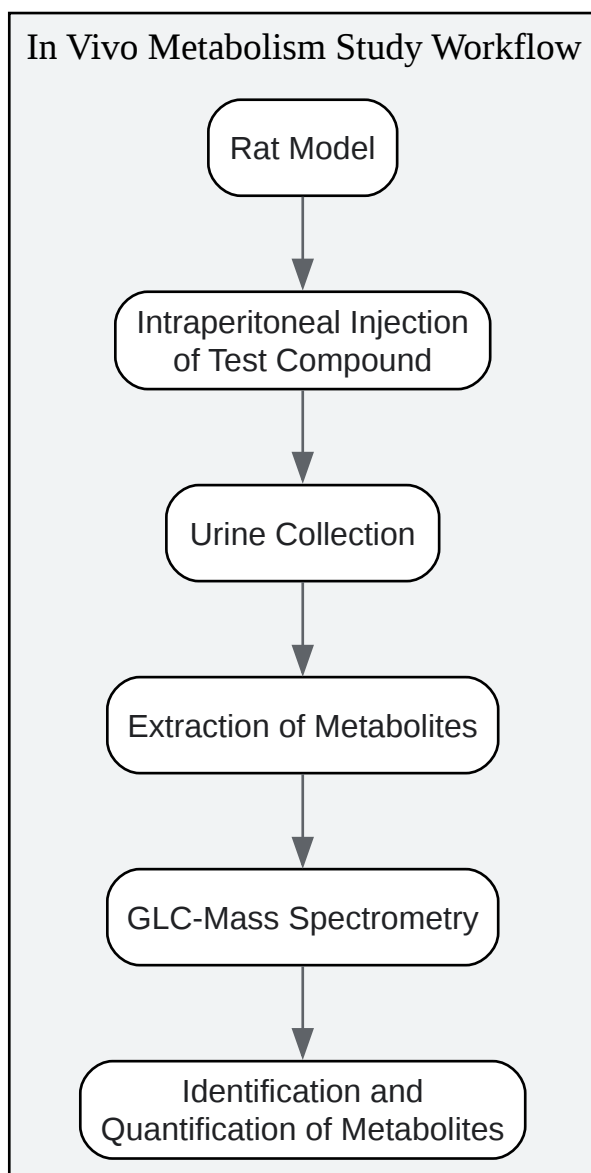 In Vivo Metabolism Study Workflow
Rat Model
Intraperitoneal Injection
of Test Compound
Urine Collection
Extraction of Metabolites
GLC-Mass Spectrometry
Identification and
Quantification of Metabolites